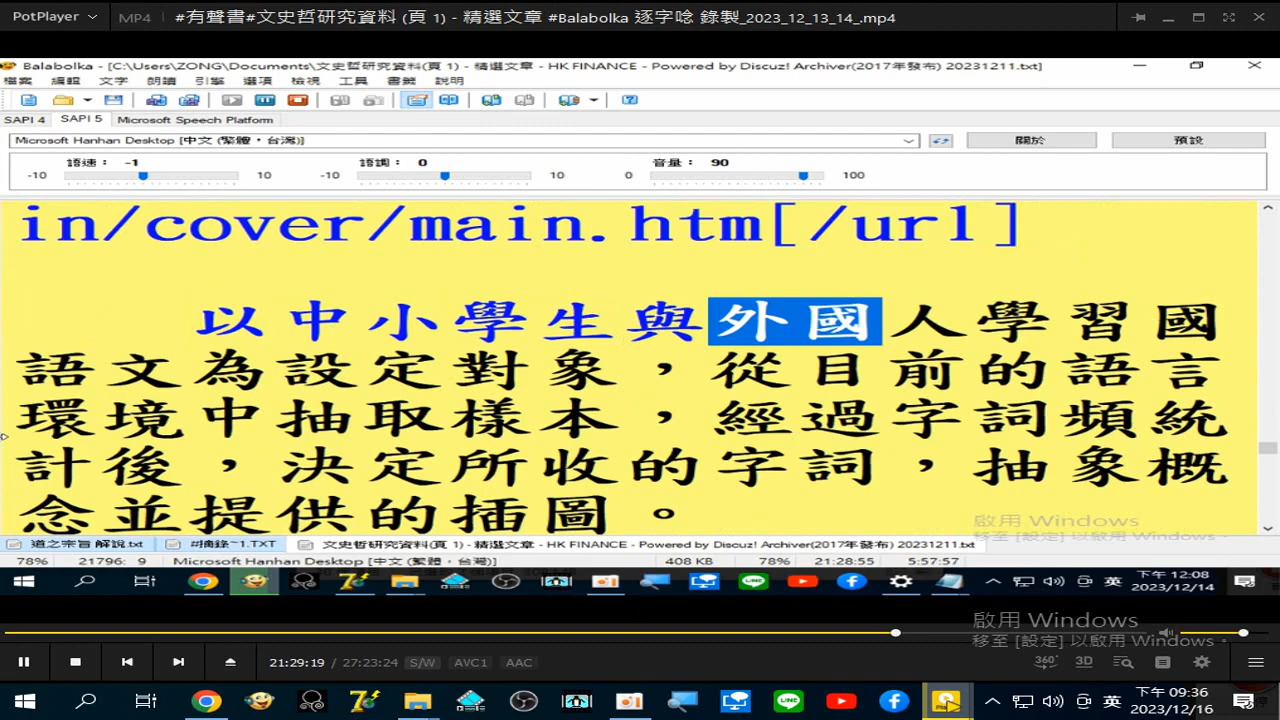 PotPlayer MP4 #有聲書#文史哲研究資料 (頁 1) - 精選文章 #Balabolka 逐字唸 錄製_2023_12_13_14_.mp4
Balabolka - [C:\Users\ZONG\Documents\文史哲研究資料(頁 1) - 精選文章 - HK FINANCE - Powered by Discuz! Archiver(2017年發布) 20231211.txt]
檔案 編輯 文字 朗讀 引擎 選項 檢視 工具 書籤 說明
SAPI 4 SAPI 5 Microsoft Speech Platform
Microsoft Hanhan Desktop [中文 (繁體，台灣)] 關於 預設
語速： -1 語調： 0 音量： 90
-10 10 -10 10 0 100
in/cover/main.htm[/url]
以中小學生與外國人學習國
語文為設定對象，從目前的語言
環境中抽取樣本，經過字詞頻統
計後，決定所收的字詞，抽象概
念並提供的插圖。
啟用 Windows
移至 [設定] 以啟用 Windows。
道之宗旨 解說.txt #摘錄~1.TXT 文史哲研究資料(頁 1) - 精選文章 - HK FINANCE - Powered by Discuz! Archiver(2017年發布) 20231211.txt
78% 21796: 9 Microsoft Hanhan Desktop [中文 (繁體，台灣)] 408 KB 78% 21:28:55 5:57:57
英 下午 12:08
2023/12/14
啟用 Windows
移至 [設定] 以啟用 Windows。
21:29:19 / 27:23:24 S/W AVC1 AAC 360° 3D
英 下午 09:36
2023/12/16